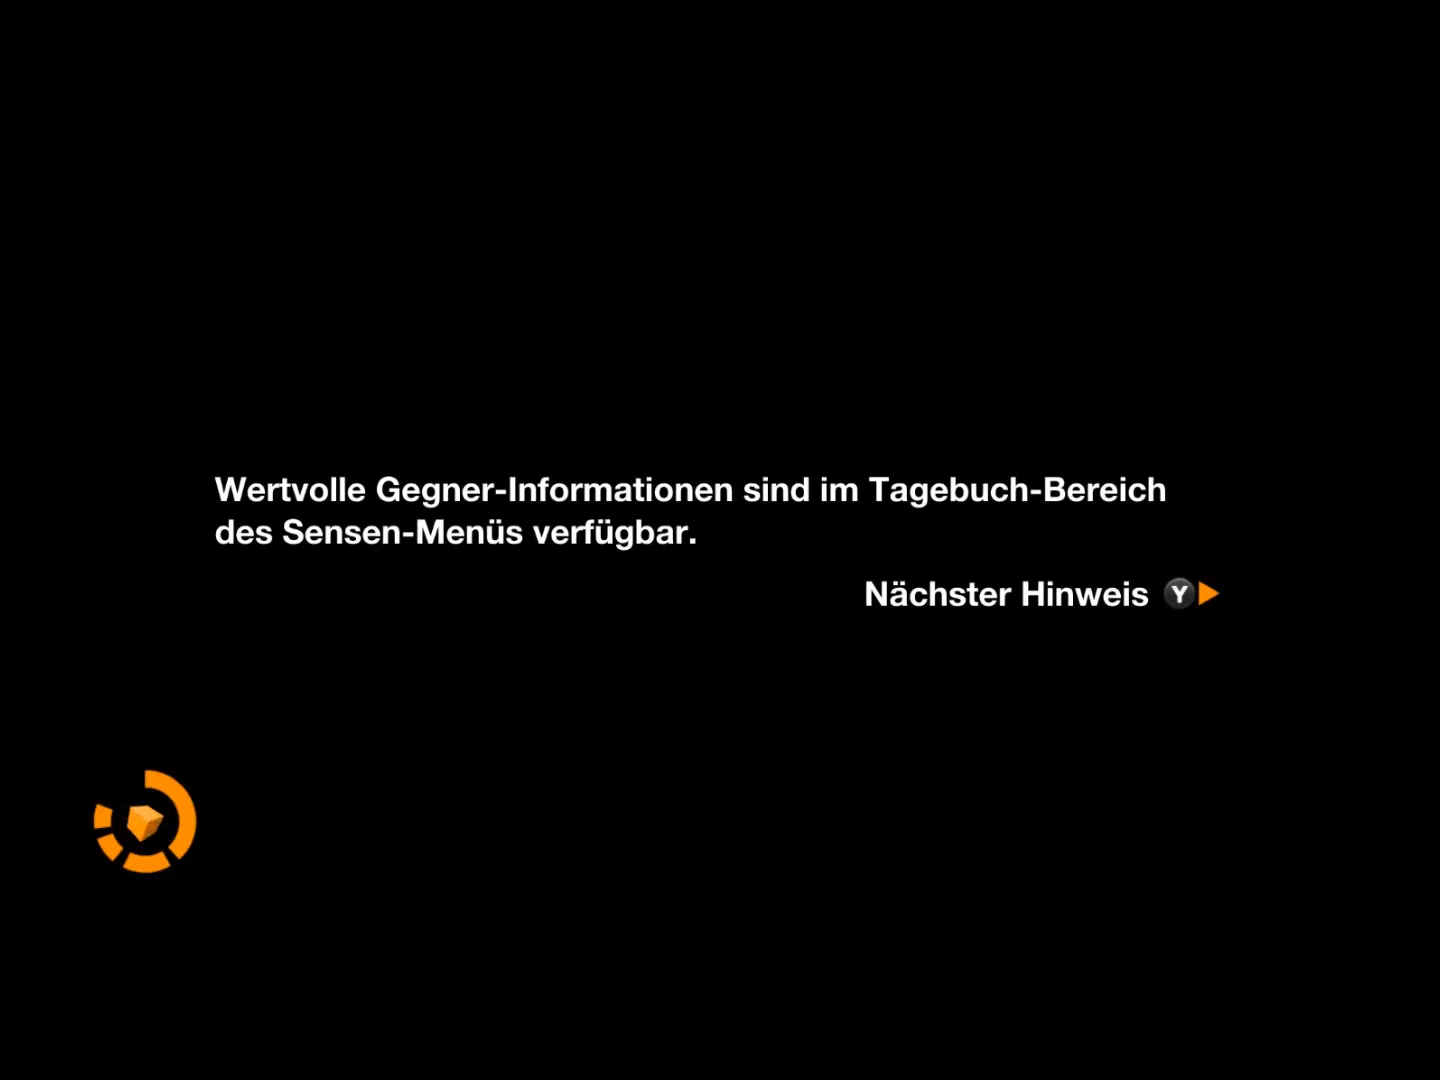 Wertvolle Gegner-Informationen sind im Tagebuch-Bereich
des Sensen-Menüs verfügbar.
Nächster Hinweis Y